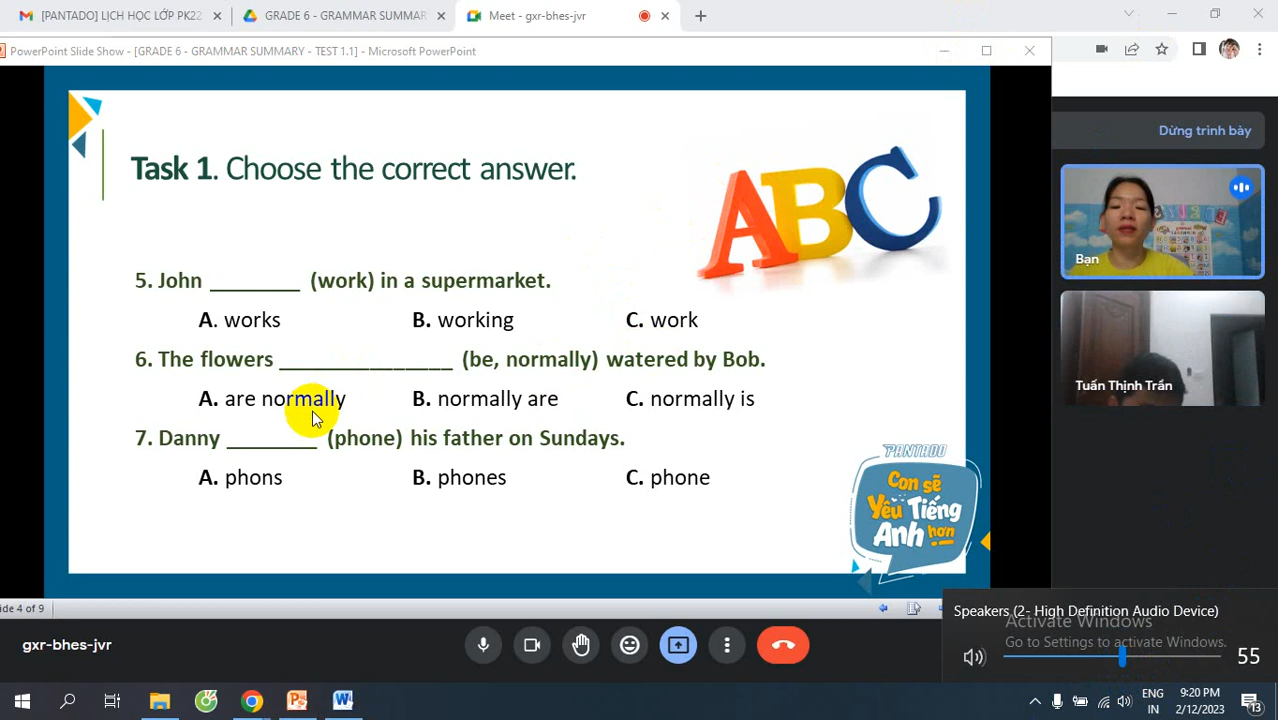 [PANTADO] LỊCH HỌC LỚP PK22
GRADE 6 - GRAMMAR SUMMAR
Meet - gxr-bhes-jvr
PowerPoint Slide Show - [GRADE 6 - GRAMMAR SUMMARY - TEST 1.1] - Microsoft PowerPoint
Dừng trình bày
Task 1. Choose the correct answer.
ABC
Bạn
5. John ________ (work) in a supermarket.
A. works B. working C. work
6. The flowers _______________ (be, normally) watered by Bob.
A. are normally B. normally are C. normally is
Tuấn Thịnh Trần
7. Danny ________ (phone) his father on Sundays.
A. phons B. phones C. phone
PANTADO
Con sẽ
Yêu Tiếng
Anh hơn
ide 4 of 9
Speakers (2- High Definition Audio Device)
Activate Windows
Go to Settings to activate Windows.
55
gxr-bhes-jvr
ENG
IN
9:20 PM
2/12/2023
13